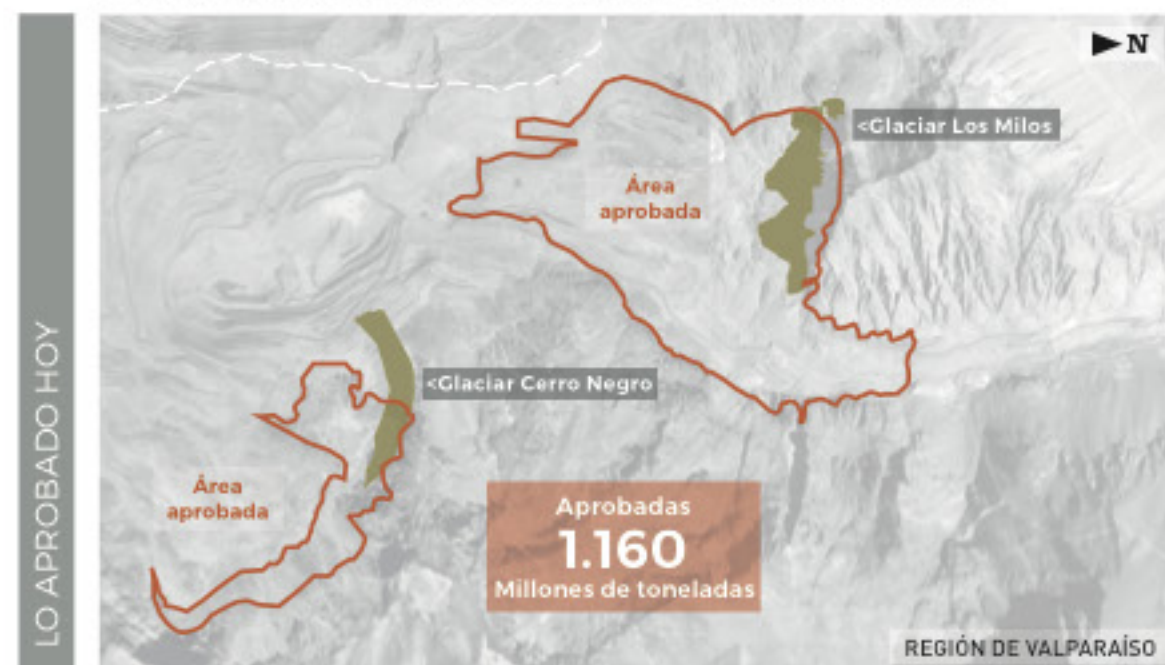 LO APROBADO HOY
N
<Glaciar Los Milos
Área
aprobada
<Glaciar Cerro Negro
Área
aprobada
Aprobadas
1.160
Millones de toneladas
REGIÓN DE VALPARAÍSO